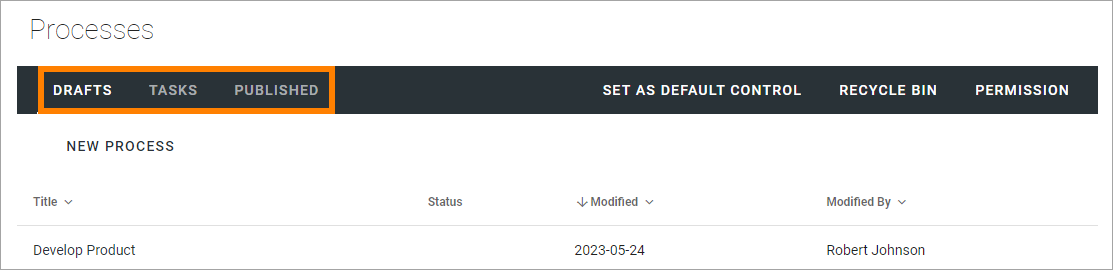 Processes
DRAFTS TASKS PUBLISHED SET AS DEFAULT CONTROL RECYCLE BIN PERMISSION
NEW PROCESS
Title Status Modified Modified By
Develop Product 2023-05-24 Robert Johnson